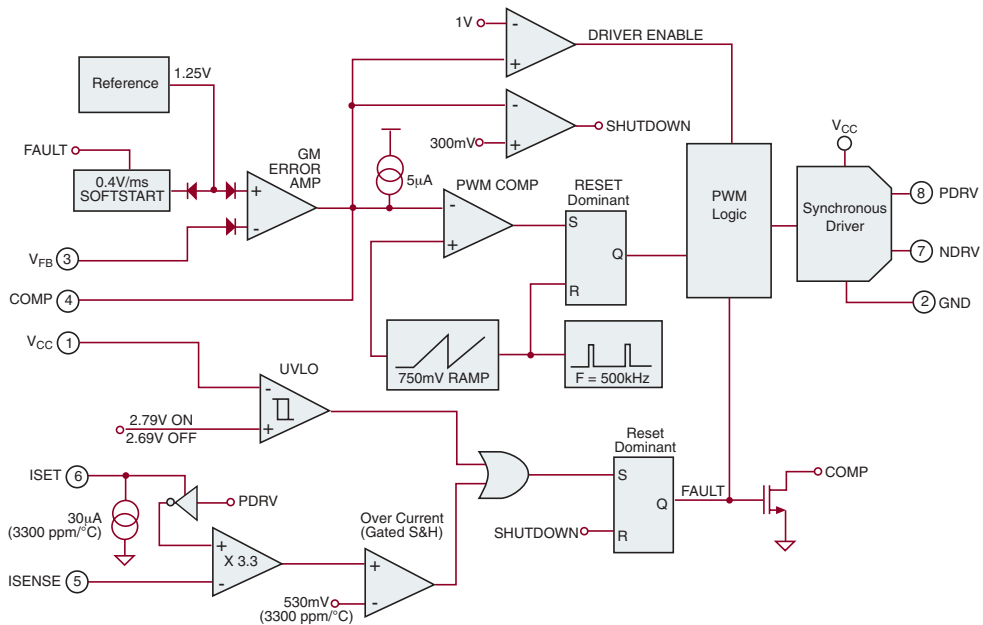 1V
-
+
DRIVER ENABLE
Reference
1.25V
-
300mV
+
SHUTDOWN
FAULT
0.4V/ms
SOFTSTART
GM
ERROR
AMP
+
-
5μA
PWM COMP
-
+
RESET
Dominant
S
Q
R
PWM
Logic
VCC
Synchronous
Driver
8 PDRV
7 NDRV
2 GND
VFB 3
COMP 4
VCC 1
750mV RAMP
F = 500kHz
UVLO
-
+
2.79V ON
2.69V OFF
Reset
Dominant
S
Q
R
FAULT
COMP
SHUTDOWN
ISET 6
PDRV
30μA
(3300 ppm/°C)
+
X 3.3
-
ISENSE 5
Over Current
(Gated S&H)
+
-
530mV
(3300 ppm/°C)